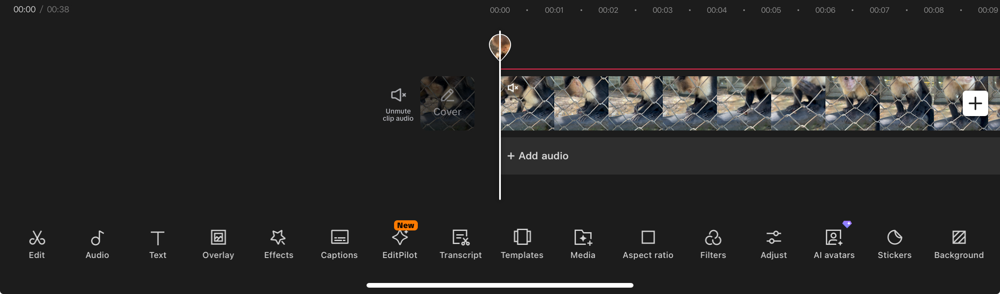 00:00 / 00:38
00:00 00:01 00:02 00:03 00:04 00:05 00:06 00:07 00:08 00:09
Unmute
clip audio
Cover
+ Add audio
New
Edit
Audio
Text
Overlay
Effects
Captions
EditPilot
Transcript
Templates
Media
Aspect ratio
Filters
Adjust
AI avatars
Stickers
Background